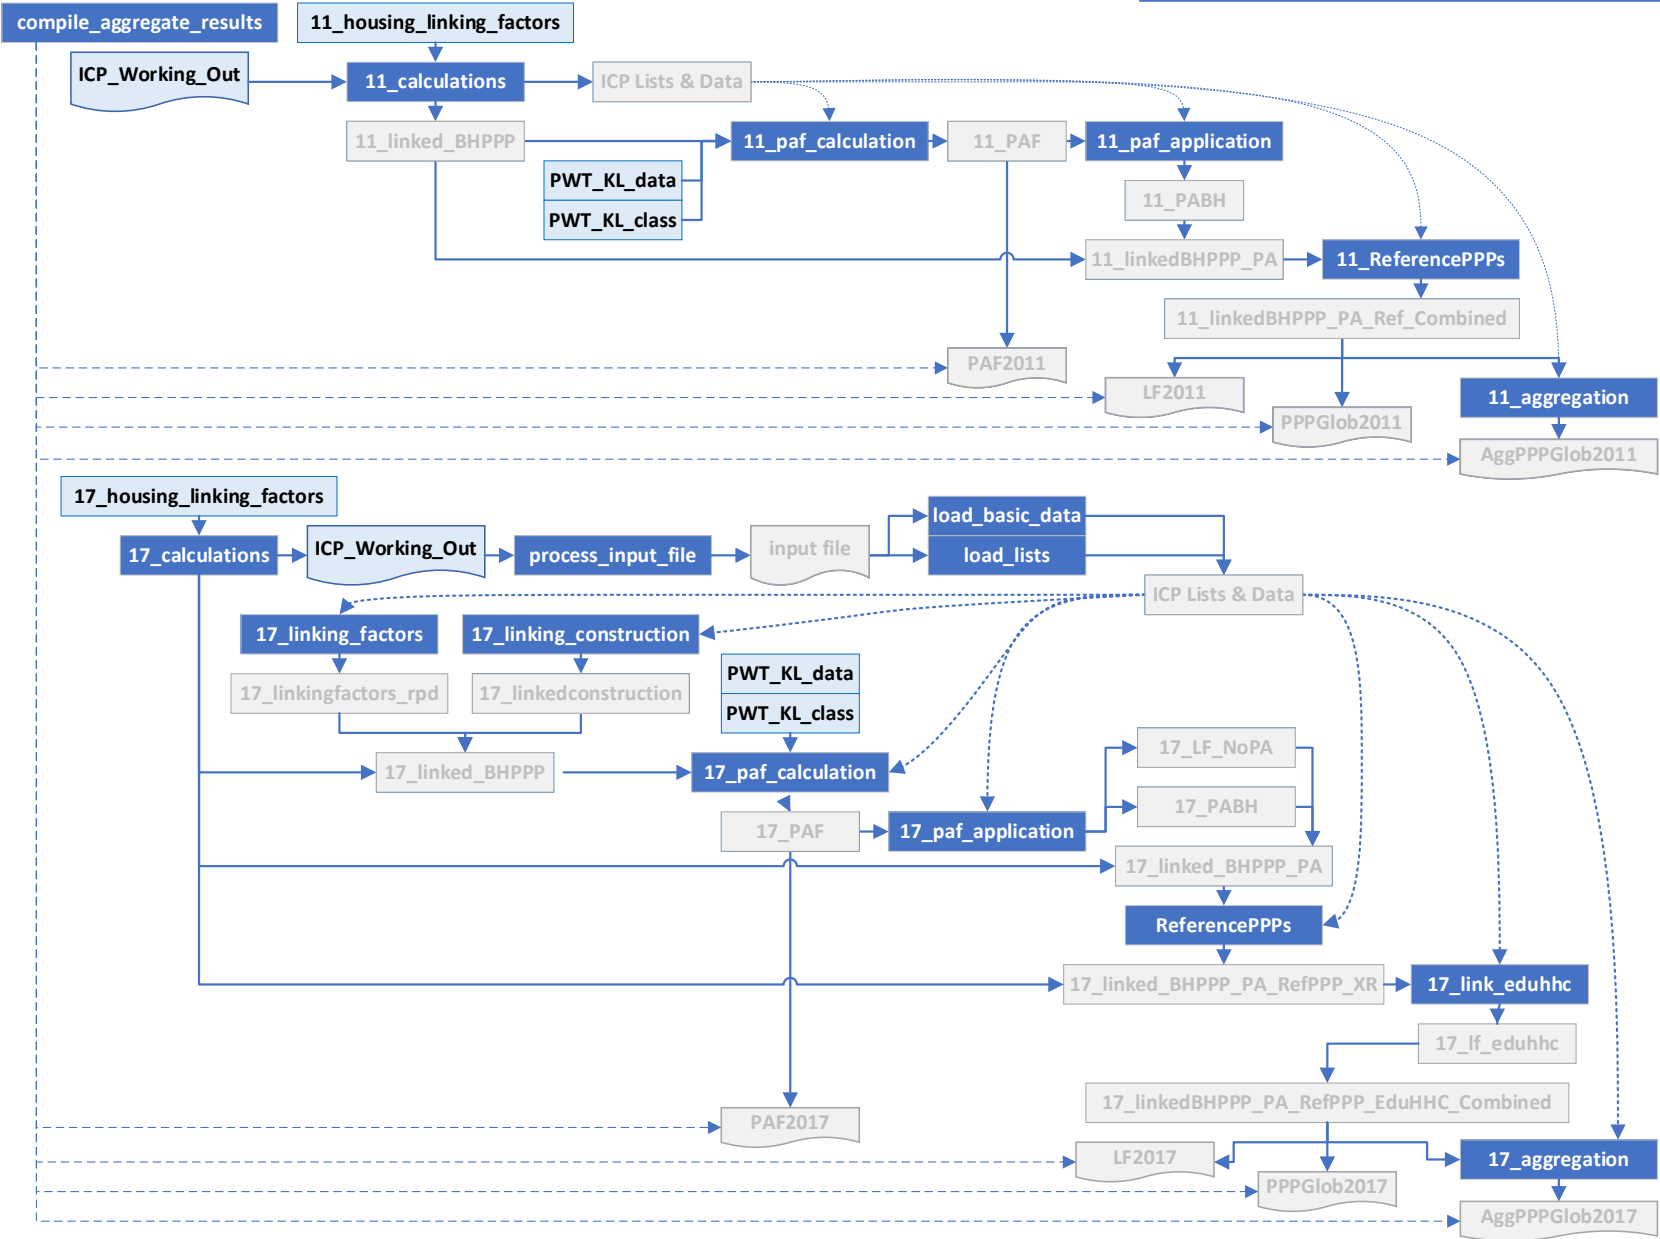 compile_aggregate_results
11_housing_linking_factors
ICP_Working_Out
11_calculations
ICP Lists & Data
11_linked_BHPPP
11_paf_calculation
11_PAF
11_paf_application
PWT_KL_data
PWT_KL_class
11_PABH
11_linkedBHPPP_PA
11_ReferencePPPs
11_linkedBHPPP_PA_Ref_Combined
PAF2011
LF2011
11_aggregation
PPPGlob2011
AggPPPGlob2011
17_housing_linking_factors
17_calculations
ICP_Working_Out
process_input_file
input file
load_basic_data
load_lists
ICP Lists & Data
17_linking_factors
17_linking_construction
17_linkingfactors_rpd
17_linkedconstruction
PWT_KL_data
PWT_KL_class
17_linked_BHPPP
17_paf_calculation
17_LF_NoPA
17_PABH
17_PAF
17_paf_application
17_linked_BHPPP_PA
ReferencePPPs
17_linked_BHPPP_PA_RefPPP_XR
17_link_eduhhc
17_lf_eduhhc
17_linkedBHPPP_PA_RefPPP_EduHHC_Combined
PAF2017
LF2017
17_aggregation
PPPGlob2017
AggPPPGlob2017